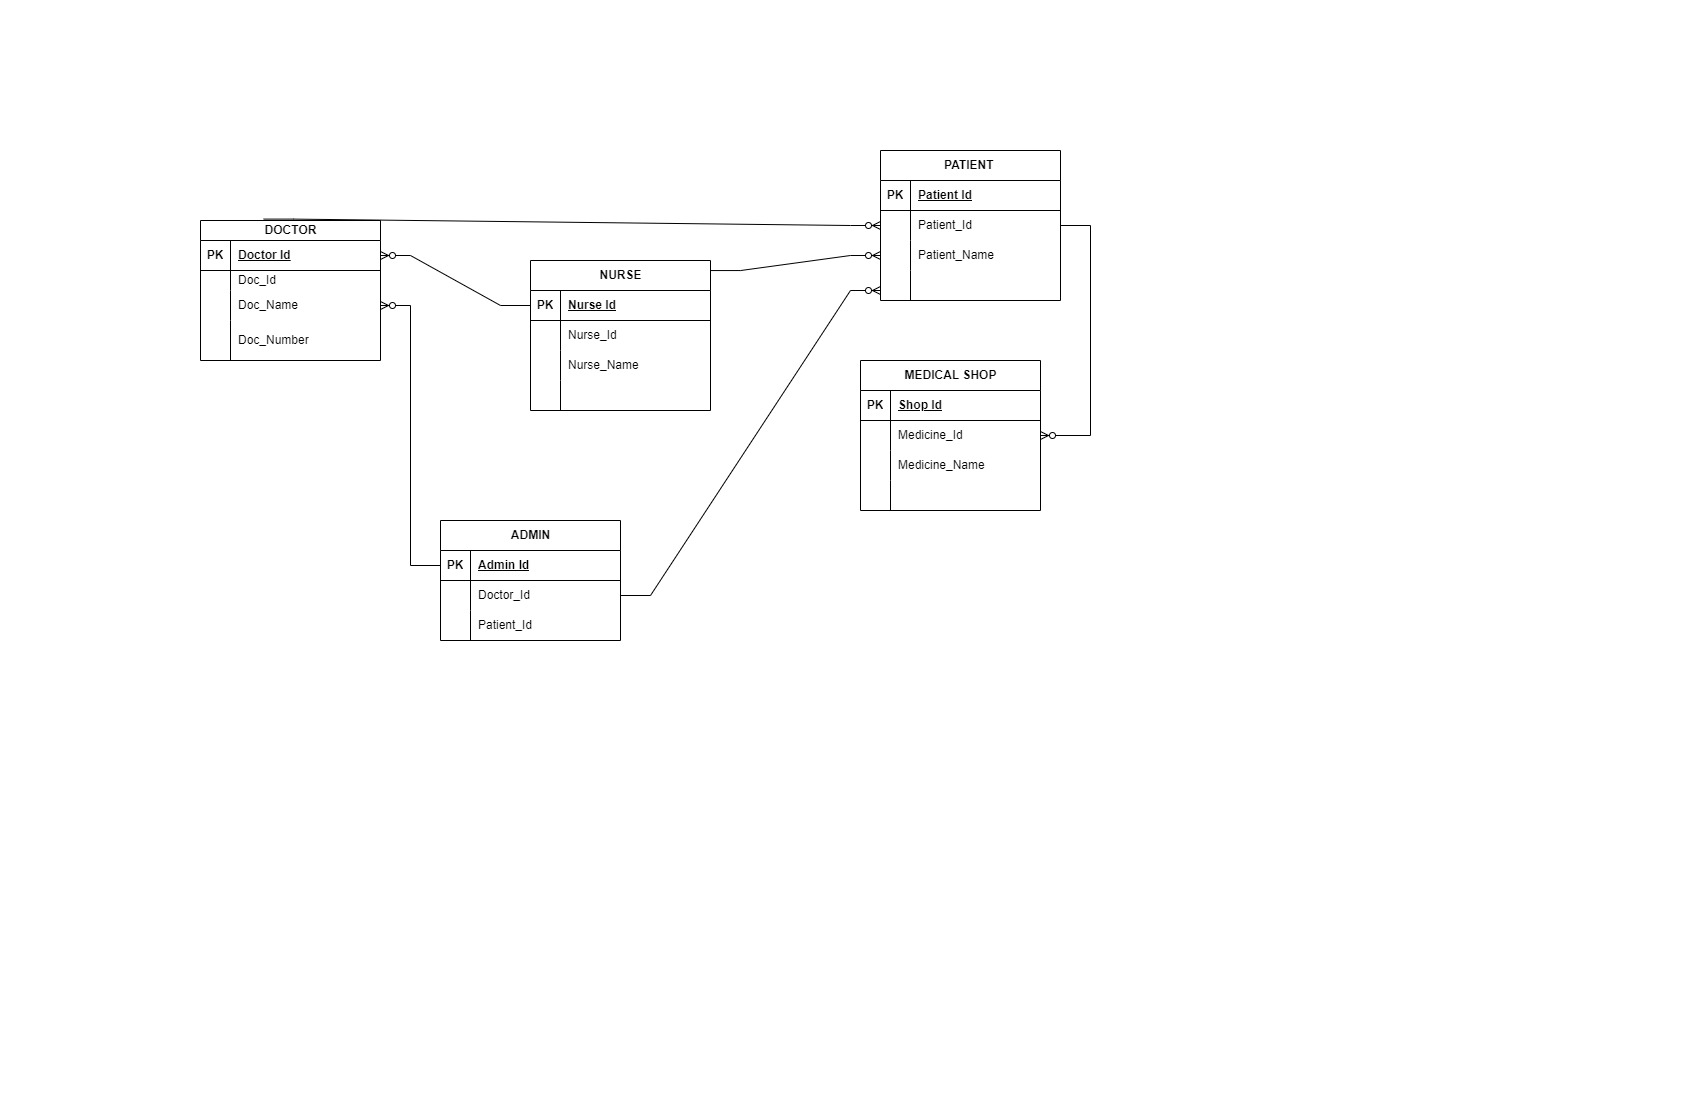 PATIENT
PK Patient Id
Patient_Id
Patient_Name
DOCTOR
PK Doctor Id
Doc_Id
Doc_Name
Doc_Number
NURSE
PK Nurse Id
Nurse_Id
Nurse_Name
MEDICAL SHOP
PK Shop Id
Medicine_Id
Medicine_Name
ADMIN
PK Admin Id
Doctor_Id
Patient_Id